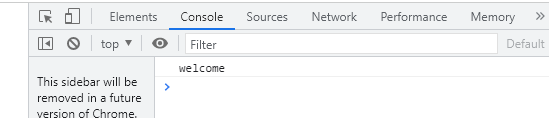 Elements Console Sources Network Performance Memory »
top ▼ Filter Default
welcome
>
This sidebar will be
removed in a future
version of Chrome.